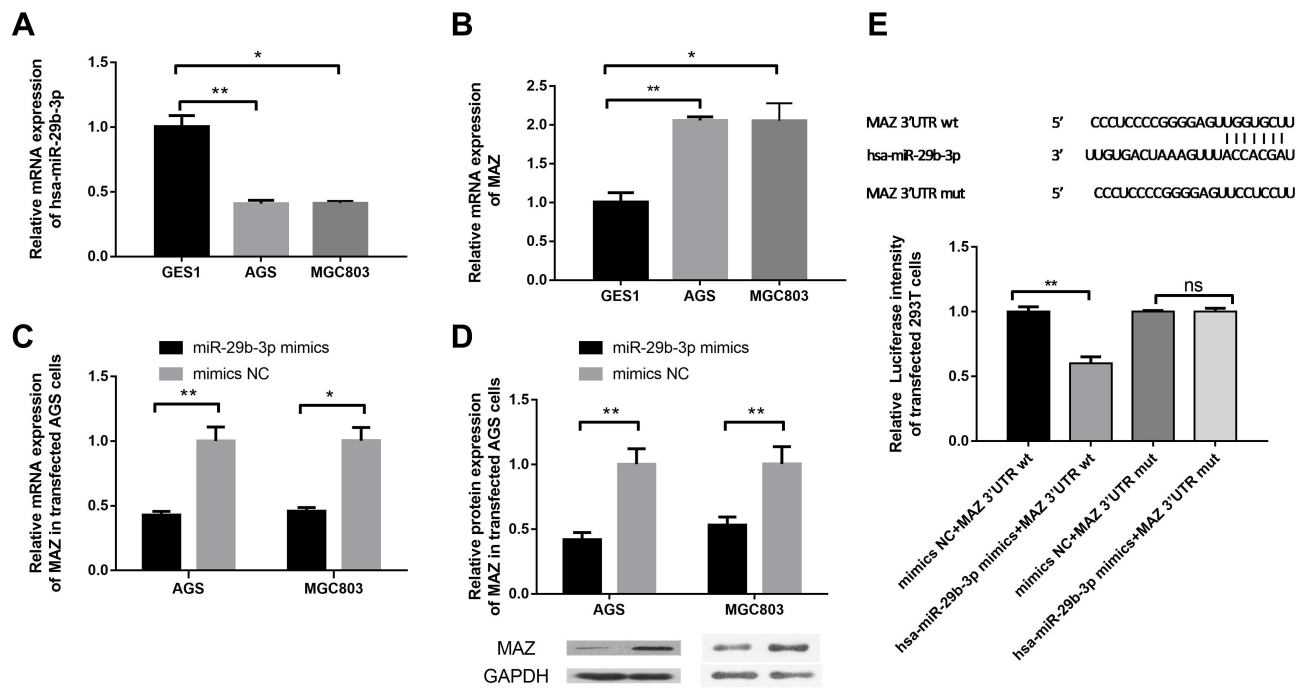 A
Relative mRNA expression
of hsa-miR-29b-3p
1.5
1.0
0.5
0.0
*
**
GES1 AGS MGC803
B
Relative mRNA expression
of MAZ
2.5
2.0
1.5
1.0
2.0
0.0
*
**
GES1 AGS MGC803
C
miR-29b-3p mimics
mimics NC
Relative mRNA expression
of MAZ in transfected AGS cells
1.5
1.0
0.5
0.0
** *
AGS MGC803
D
miR-29b-3p mimics
mimics NC
Relative protein expression
of MAZ in transfected AGS cells
1.5
1.0
0.5
0.0
** **
AGS MGC803
MAZ
GAPDH
E
MAZ 3’UTR wt 5’ CCCUCCCCGGGGAGUUGGUGCUU
hsa-miR-29b-3p 3’ UUGUGACUAAAGUUUACCACGAU
MAZ 3’UTR mut 5’ CCCUCCCCGGGGAGUUCCUCCUU
Relative Luciferase intensity
of transfected 293T cells
1.5
1.0
0.5
0.0
** ns
mimics NC+MAZ 3’UTR wt
hsa-miR-29b-3p mimics+MAZ 3’UTR wt
mimics NC+MAZ 3’UTR mut
hsa-miR-29b-3p mimics+MAZ 3’UTR mut